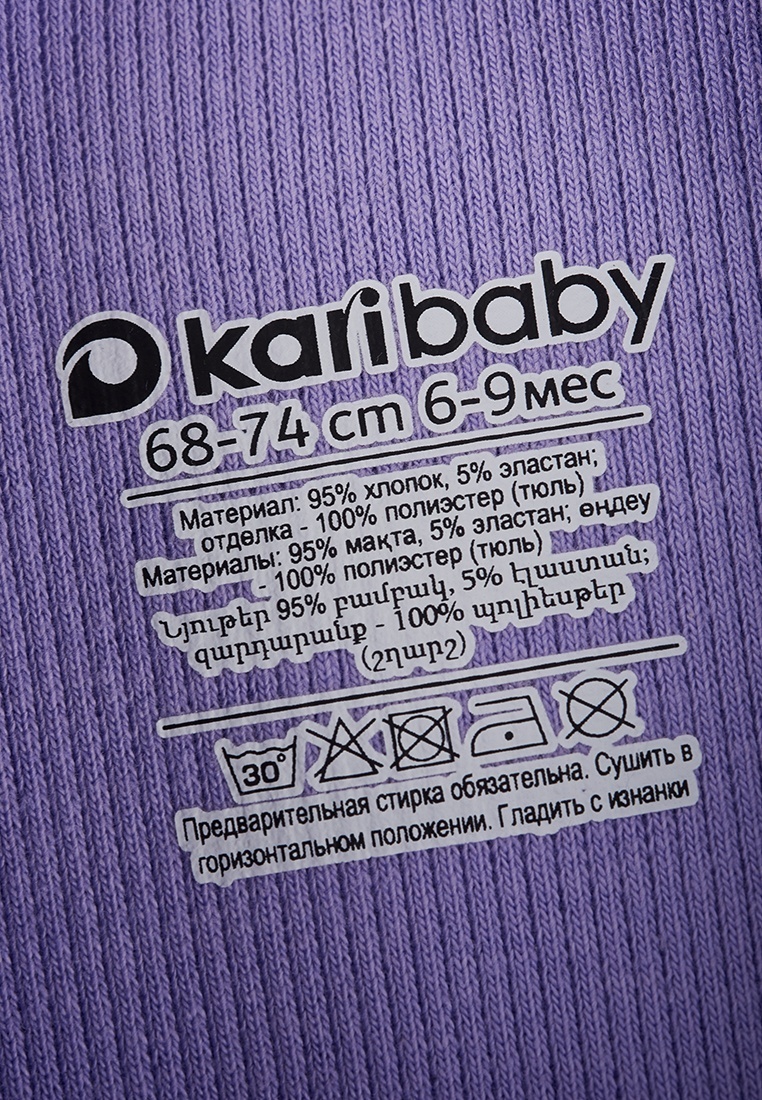 kari baby
68-74 cm 6-9мес
Материал: 95% хлопок, 5% эластан;
отделка - 100% полиэстер (тюль)
Материалы: 95% мақта, 5% эластан; өңдеу
- 100% полиэстер (тюль)
Նյութեր 95% բամբակ, 5% էլաստան;
զարդարանք - 100% պոլիեսթեր
(շղարշ)
30°
Предварительная стирка обязательна. Сушить в
горизонтальном положении. Гладить с изнанки